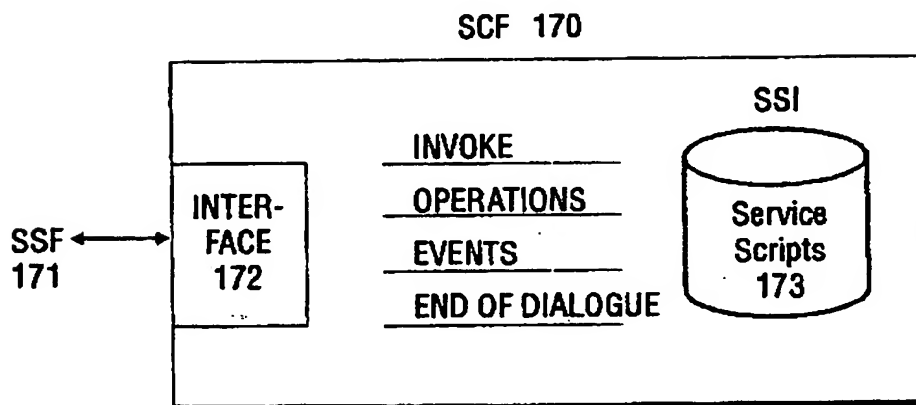 SCF 170
SSI
INVOKE
OPERATIONS
EVENTS
END OF DIALOGUE
INTER-
FACE
172
SSF
171
Service
Scripts
173